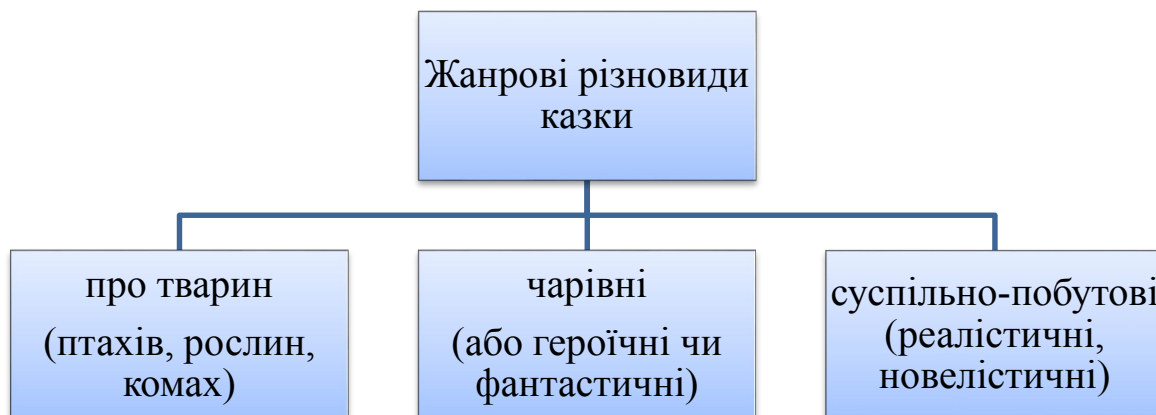 Жанрові різновиди
казки
про тварин
(птахів, рослин,
комах)
чарівні
(або героїчні чи
фантастичні)
суспільно-побутові
(реалістичні,
новелістичні)